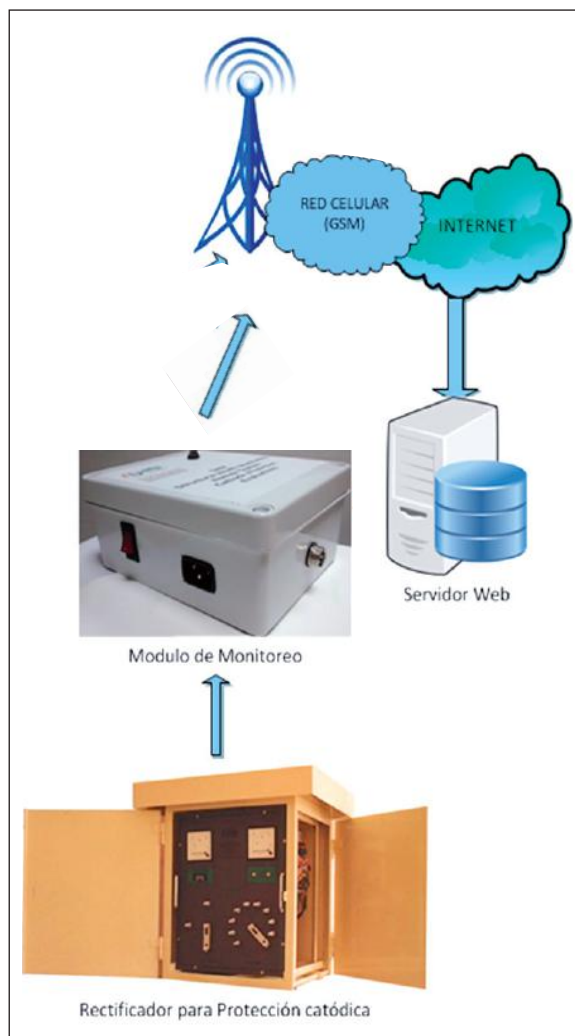 RED CELULAR
(GSM)
INTERNET
Servidor Web
Modulo de Monitoreo
Rectificador para Protección catódica